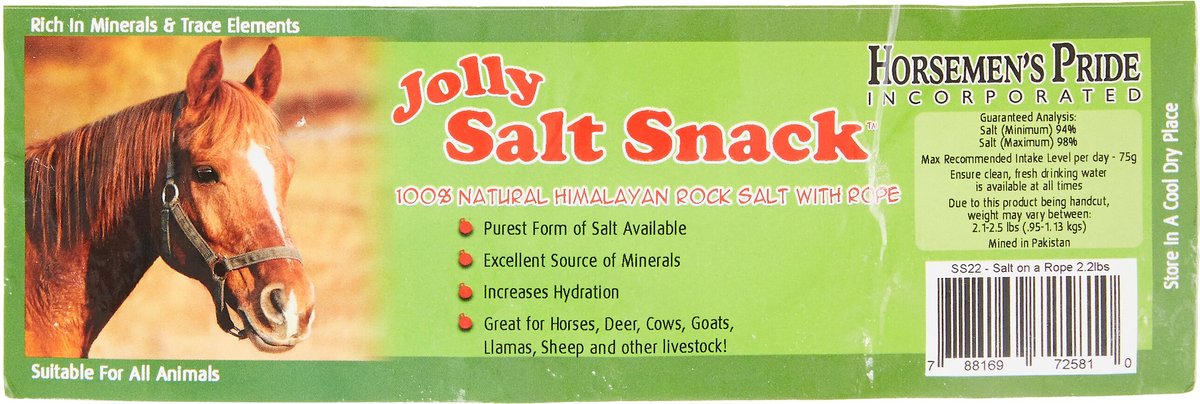 Rich In Minerals & Trace Elements
Jolly
Salt Snack™
100% NATURAL HIMALAYAN ROCK SALT WITH ROPE
Purest Form of Salt Available
Excellent Source of Minerals
Increases Hydration
Great for Horses, Deer, Cows, Goats,
Llamas, Sheep and other livestock!
Suitable For All Animals
HORSEMEN'S PRIDE
INCORPORATED
Guaranteed Analysis:
Salt (Minimum) 94%
Salt (Maximum) 98%
Max Recommended Intake Level per day - 75g
Ensure clean, fresh drinking water
is available at all times
Due to this product being handcut,
weight may vary between:
2.1-2.5 lbs (.95-1.13 kgs)
Mined in Pakistan
SS22 - Salt on a Rope 2.2lbs
7 88169 72581 0
Store In A Cool Dry Place